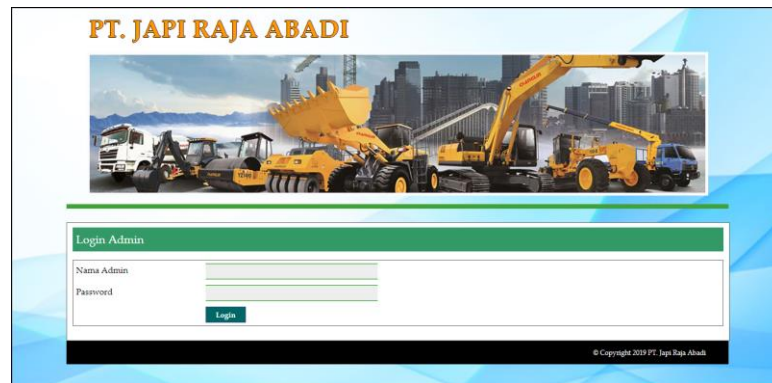 PT. JAPI RAJA ABADI
Login Admin
Nama Admin
Password
Login
© Copyright 2019 PT. Japi Raja Abadi